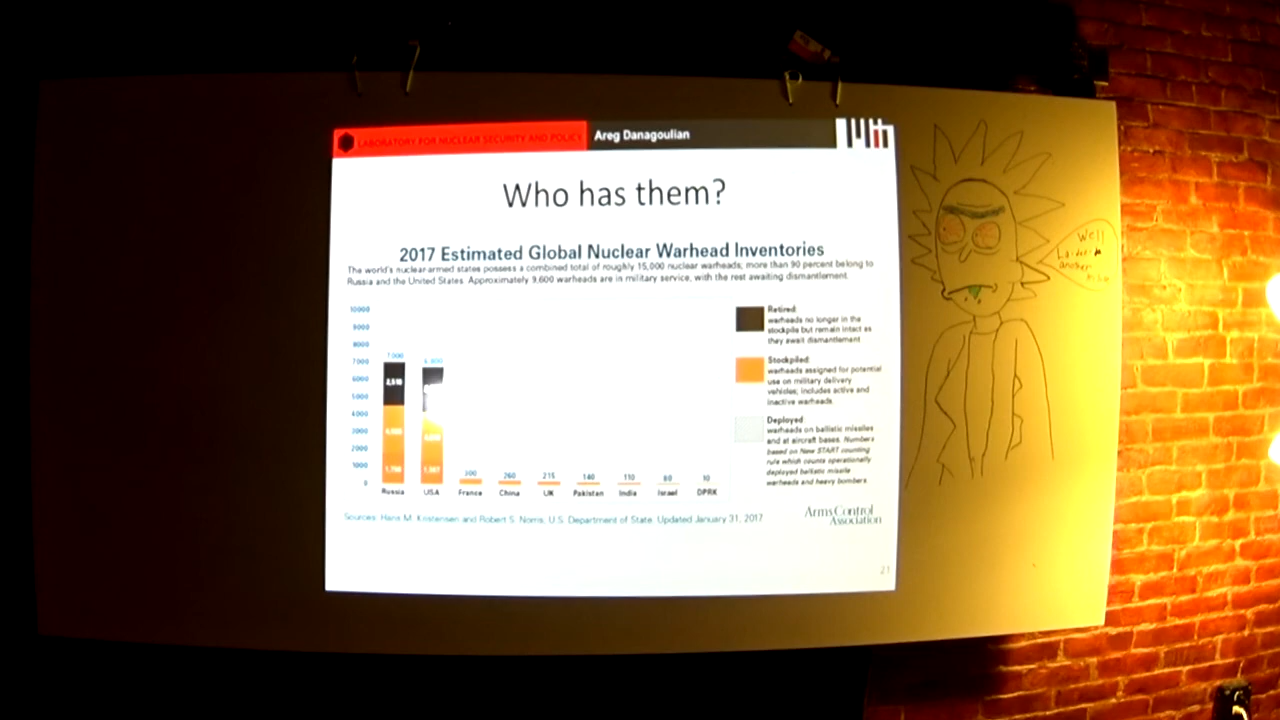 LABORATORY FOR NUCLEAR SECURITY AND POLICY
Areg Danagoulian
Who has them?
2017 Estimated Global Nuclear Warhead Inventories
The world's nuclear-armed states possess a combined total of roughly 15,000 nuclear warheads; more than 90 percent belong to
Russia and the United States. Approximately 9,600 warheads are in military service, with the rest awaiting dismantlement.
10000
9000
8000
7000
6000
5000
4000
3000
2000
1000
0
7,000
6,800
300
260
215
140
110
80
10
Russia
USA
France
China
UK
Pakistan
India
Israel
DPRK
Retired:
warheads no longer in the
stockpile but remain intact as
they await dismantlement
Stockpiled:
warheads assigned for potential
use on military delivery
vehicles; includes active and
inactive warheads.
Deployed:
warheads on ballistic missiles
and at aircraft bases. Numbers
based on New START counting
rule which counts operationally
deployed ballistic missile
warheads and heavy bombers
Sources: Hans M. Kristensen and Robert S. Norris, U.S. Department of State. Updated January 31, 2017
Arms Control
Association
21
Well
another